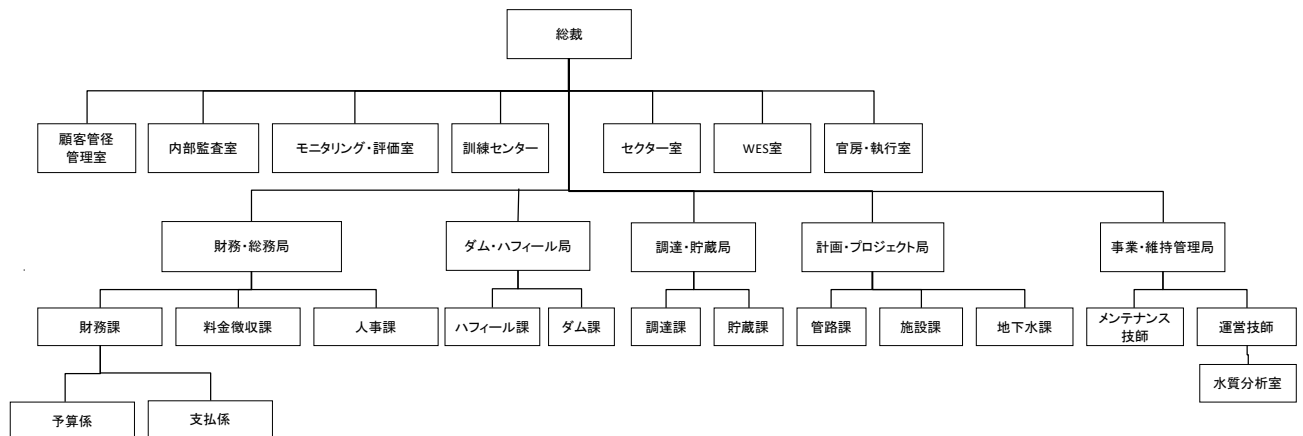 総裁
顧客管径
管理室
内部監査室
モニタリング・評価室
訓練センター
セクター室
WES室
官房・執行室
財務・総務局
ダム・ハフィール局
調達・貯蔵局
計画・プロジェクト局
事業・維持管理局
財務課
料金徴収課
人事課
ハフィール課
ダム課
調達課
貯蔵課
管路課
施設課
地下水課
メンテナンス
技師
運営技師
水質分析室
予算係
支払係